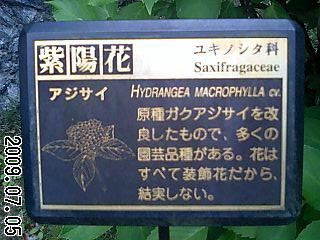 紫陽花
ユキノシタ科
Saxifragaceae
アジサイ
HYDRANGEA MACROPHYLLA cv.
原種ガクアジサイを改
良したもので、多くの
園芸品種がある。花は
すべて装飾花だから、
結実しない。
2009.07.05